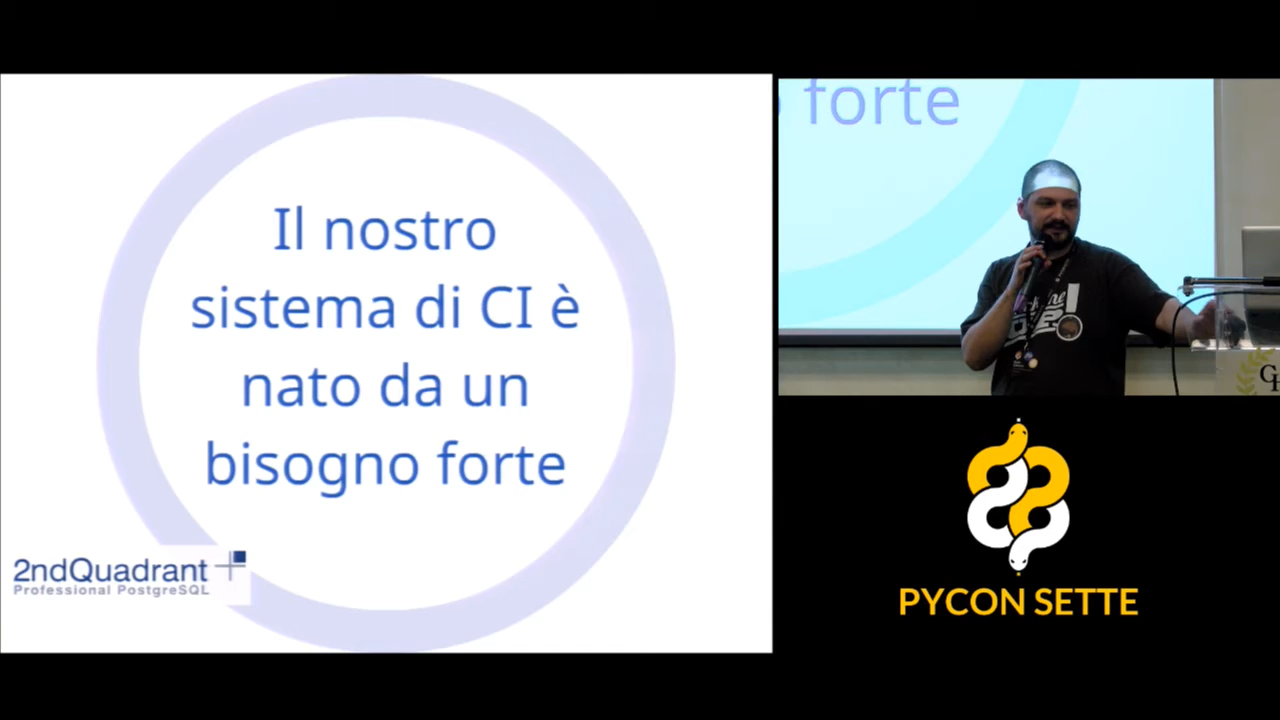 Il nostro
sistema di CI è
nato da un
bisogno forte
2ndQuadrant
Professional PostgreSQL
forte
PYCON SETTE